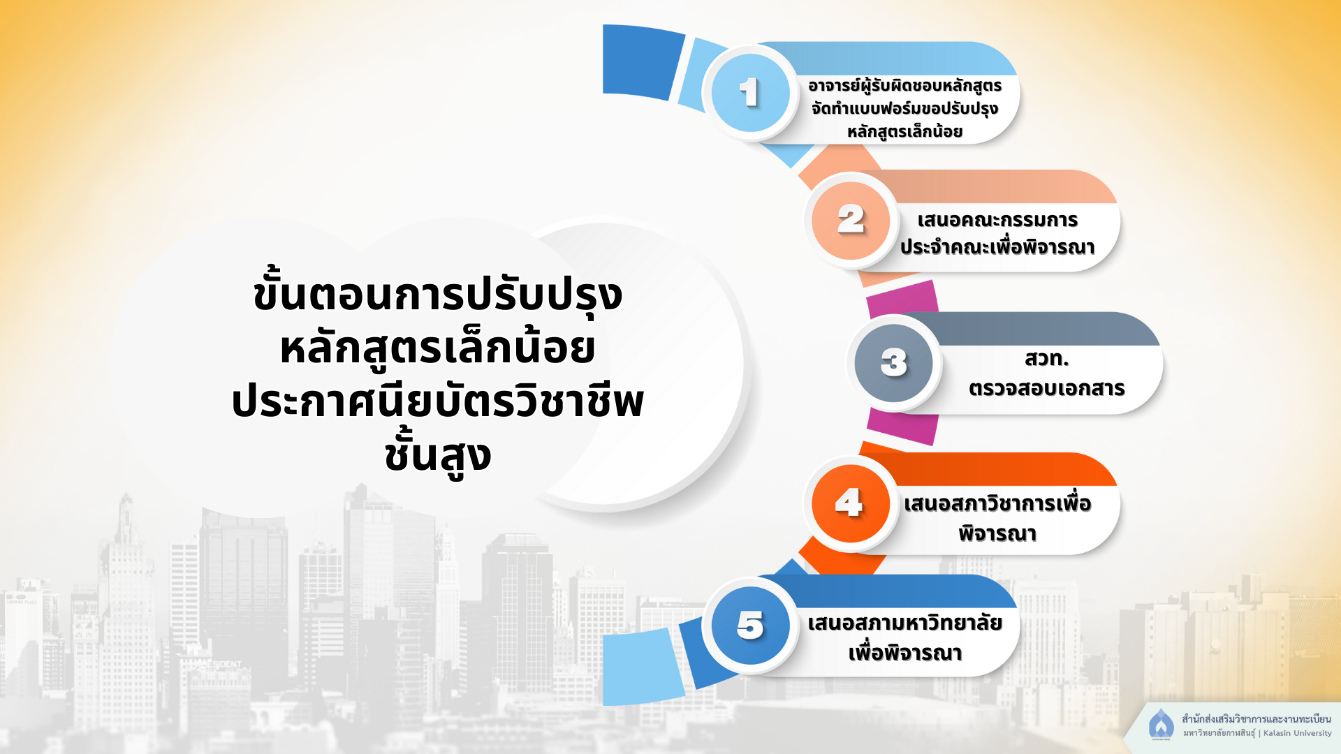 ขั้นตอนการปรับปรุง
หลักสูตรเล็กน้อย
ประกาศนียบัตรวิชาชีพ
ชั้นสูง
1
อาจารย์ผู้รับผิดชอบหลักสูตร
จัดทำแบบฟอร์มขอปรับปรุง
หลักสูตรเล็กน้อย
2
เสนอคณะกรรมการ
ประจำคณะเพื่อพิจารณา
3
สวท.
ตรวจสอบเอกสาร
4
เสนอสภาวิชาการเพื่อ
พิจารณา
5
เสนอสภามหาวิทยาลัย
เพื่อพิจารณา
สำนักส่งเสริมวิชาการและงานทะเบียน
มหาวิทยาลัยกาฬสินธุ์ | Kalasin University